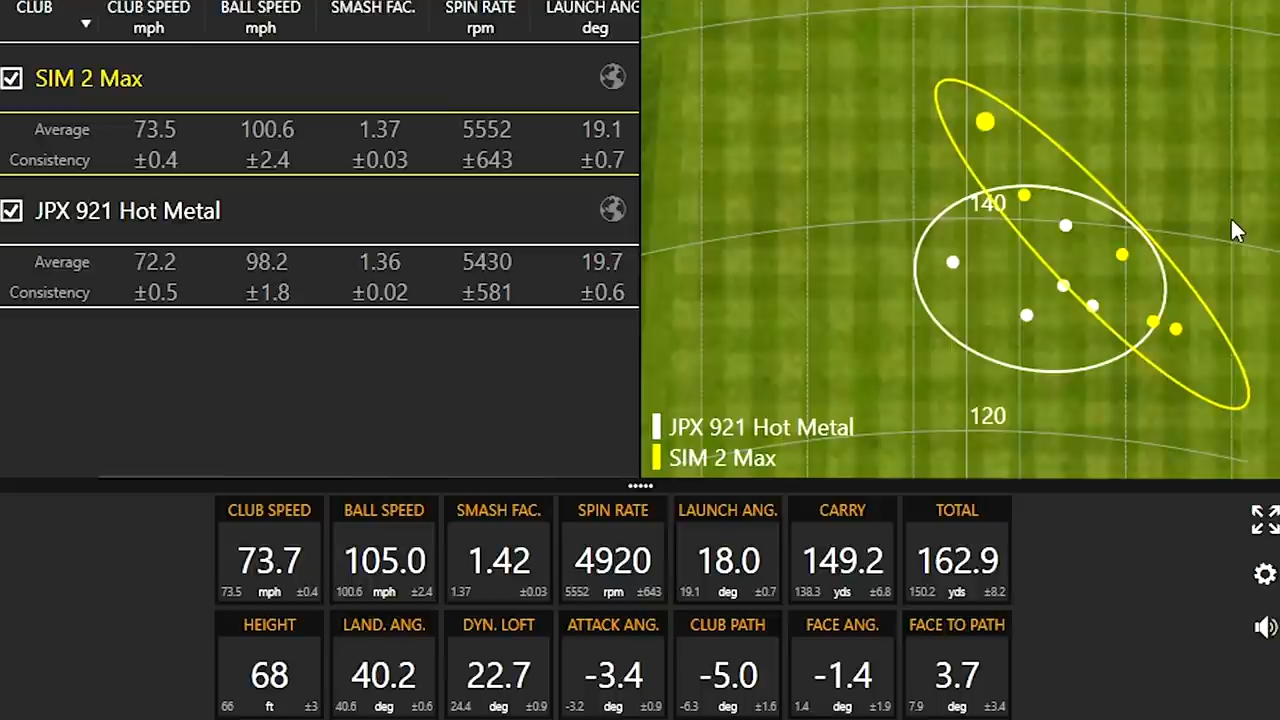 CLUB CLUB SPEED BALL SPEED SMASH FAC. SPIN RATE LAUNCH ANG
mph mph rpm deg
SIM 2 Max
Average 73.5 100.6 1.37 5552 19.1
Consistency ±0.4 ±2.4 ±0.03 ±643 ±0.7
JPX 921 Hot Metal
Average 72.2 98.2 1.36 5430 19.7
Consistency ±0.5 ±1.8 ±0.02 ±581 ±0.6
140
120
JPX 921 Hot Metal
SIM 2 Max
CLUB SPEED BALL SPEED SMASH FAC. SPIN RATE LAUNCH ANG. CARRY TOTAL
73.7 105.0 1.42 4920 18.0 149.2 162.9
73.5 mph ±0.4 100.6 mph ±2.4 1.37 ±0.03 5552 rpm ±643 19.1 deg ±0.7 138.3 yds ±6.8 150.2 yds ±8.2
HEIGHT LAND. ANG. DYN. LOFT ATTACK ANG. CLUB PATH FACE ANG. FACE TO PATH
68 40.2 22.7 -3.4 -5.0 -1.4 3.7
66 ft ±3 40.6 deg ±0.6 24.4 deg ±0.9 -3.2 deg ±0.9 -6.3 deg ±1.6 1.4 deg ±1.9 7.9 deg ±3.4